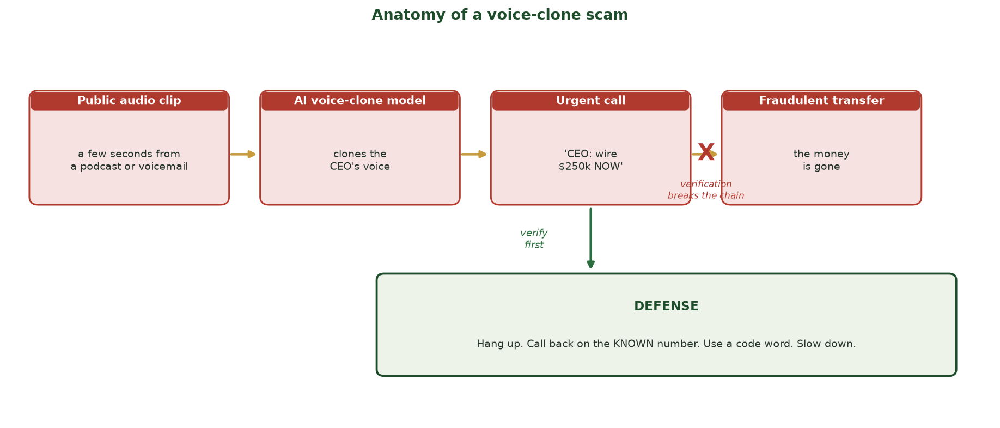 Anatomy of a voice-clone scam
Public audio clip
a few seconds from
a podcast or voicemail
AI voice-clone model
clones the
CEO's voice
Urgent call
'CEO: wire
$250k NOW'
X
verification
breaks the chain
Fraudulent transfer
the money
is gone
verify
first
DEFENSE
Hang up. Call back on the KNOWN number. Use a code word. Slow down.